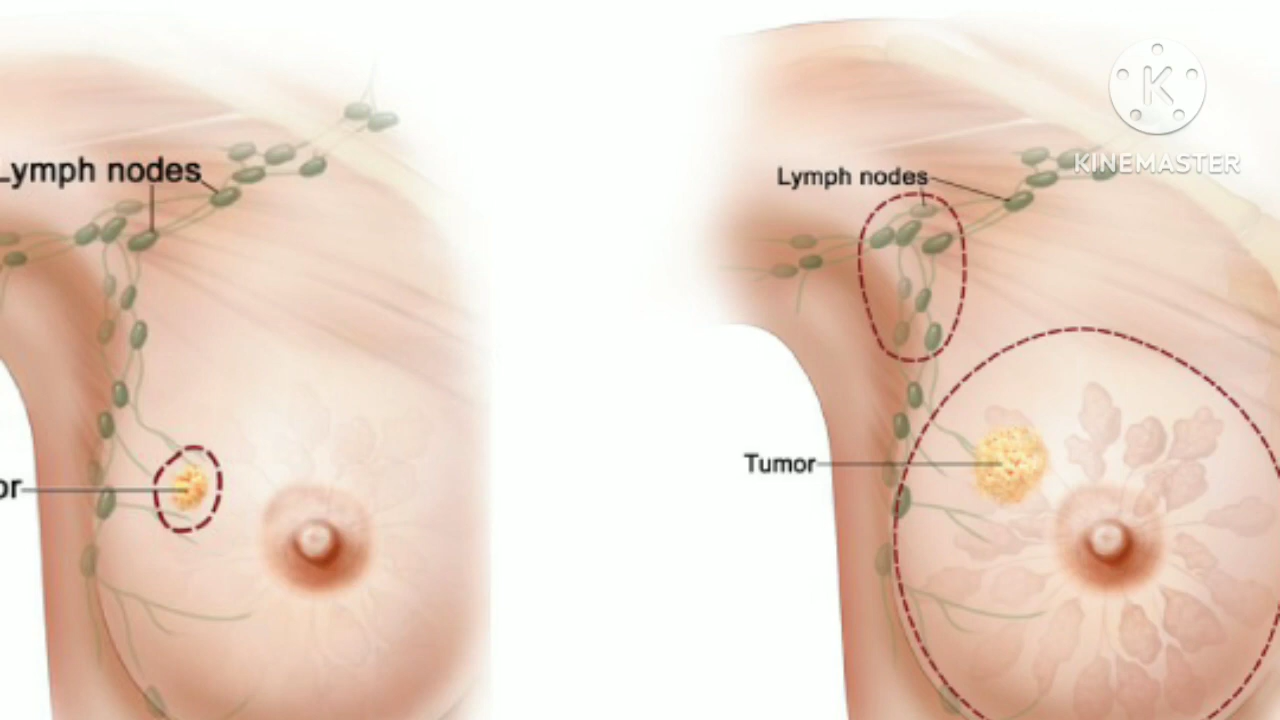 Lymph nodes
or
Lymph nodes
Tumor
K
KINEMASTER